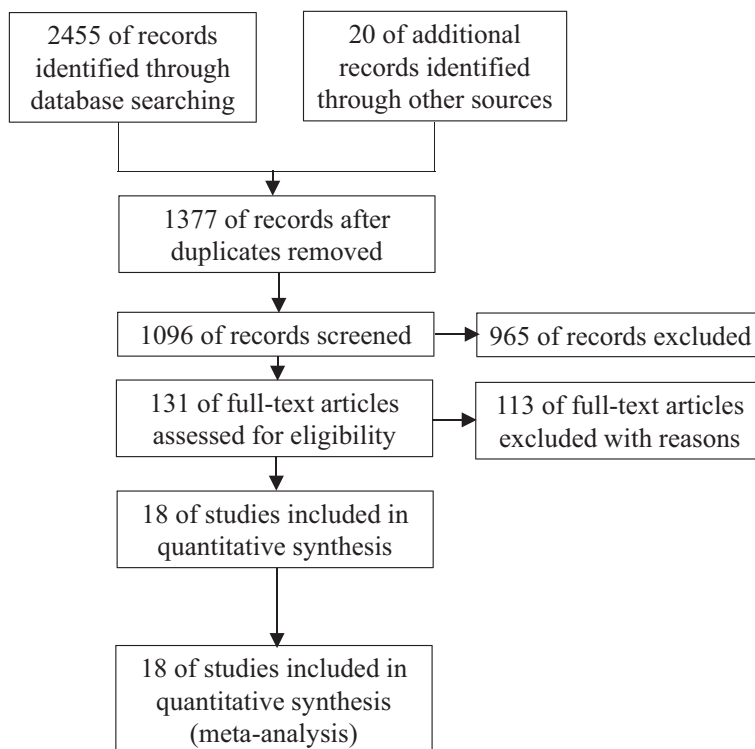 2455 of records
identified through
database searching
20 of additional
records identified
through other sources
1377 of records after
duplicates removed
1096 of records screened
965 of records excluded
131 of full-text articles
assessed for eligibility
113 of full-text articles
excluded with reasons
18 of studies included in
quantitative synthesis
18 of studies included in
quantitative synthesis
(meta-analysis)